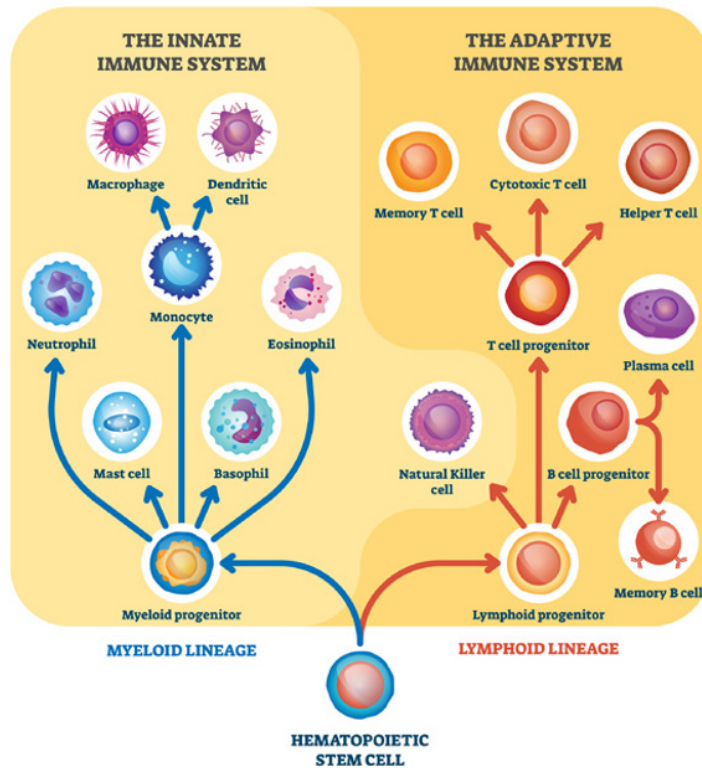 THE INNATE
IMMUNE SYSTEM
THE ADAPTIVE
IMMUNE SYSTEM
Macrophage
Dendritic
cell
Memory T cell
Cytotoxic T cell
Helper T cell
Monocyte
Neutrophil
Eosinophil
T cell progenitor
Plasma cell
Mast cell
Basophil
Natural Killer
cell
B cell progenitor
Memory B cell
Myeloid progenitor
Lymphoid progenitor
MYELOID LINEAGE
LYMPHOID LINEAGE
HEMATOPOIETIC
STEM CELL